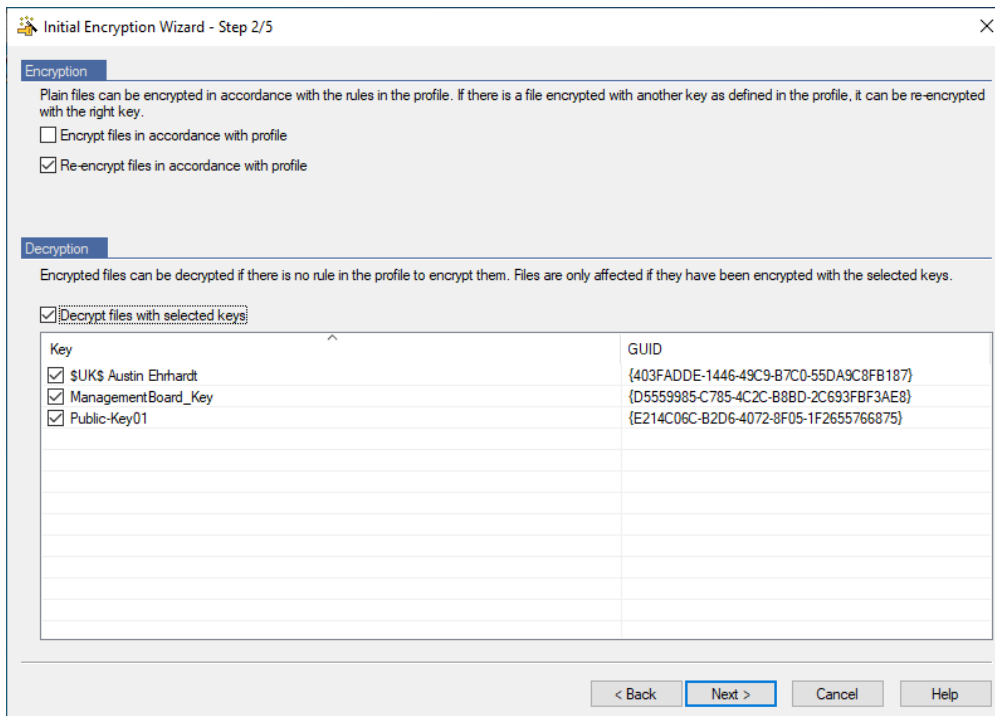 Initial Encryption Wizard - Step 2/5
Encryption
Plain files can be encrypted in accordance with the rules in the profile. If there is a file encrypted with another key as defined in the profile, it can be re-encrypted
with the right key.
Encrypt files in accordance with profile
Re-encrypt files in accordance with profile
Decryption
Encrypted files can be decrypted if there is no rule in the profile to encrypt them. Files are only affected if they have been encrypted with the selected keys.
Decrypt files with selected keys
Key GUID
$UK$ Austin Ehrhardt {403FADDE-1446-49C9-B7C0-55DA9C8FB187}
ManagementBoard_Key {D5559985-C785-4C2C-B8BD-2C693FBF3AE8}
Public-Key01 {E214C06C-B2D6-4072-8F05-1F2655766875}
< Back Next > Cancel Help